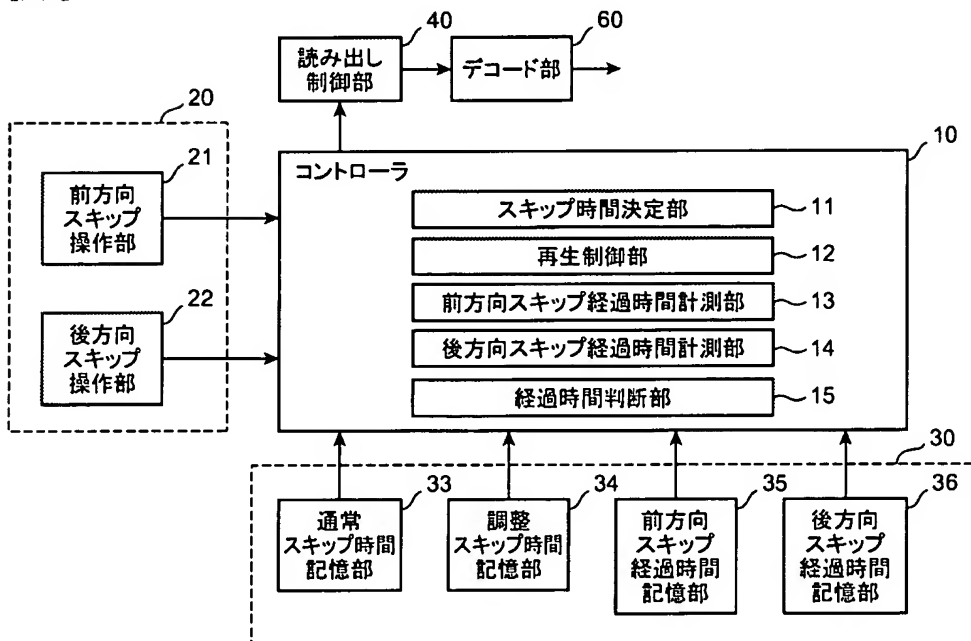 40
60
読み出し
制御部
デコード部
20
10
21
前方向
スキップ
操作部
コントローラ
スキップ時間決定部
11
再生制御部
12
22
後方向
スキップ
操作部
前方向スキップ経過時間計測部
13
後方向スキップ経過時間計測部
14
経過時間判断部
15
30
33
34
35
36
通常
スキップ時間
記憶部
調整
スキップ時間
記憶部
前方向
スキップ
経過時間
記憶部
後方向
スキップ
経過時間
記憶部